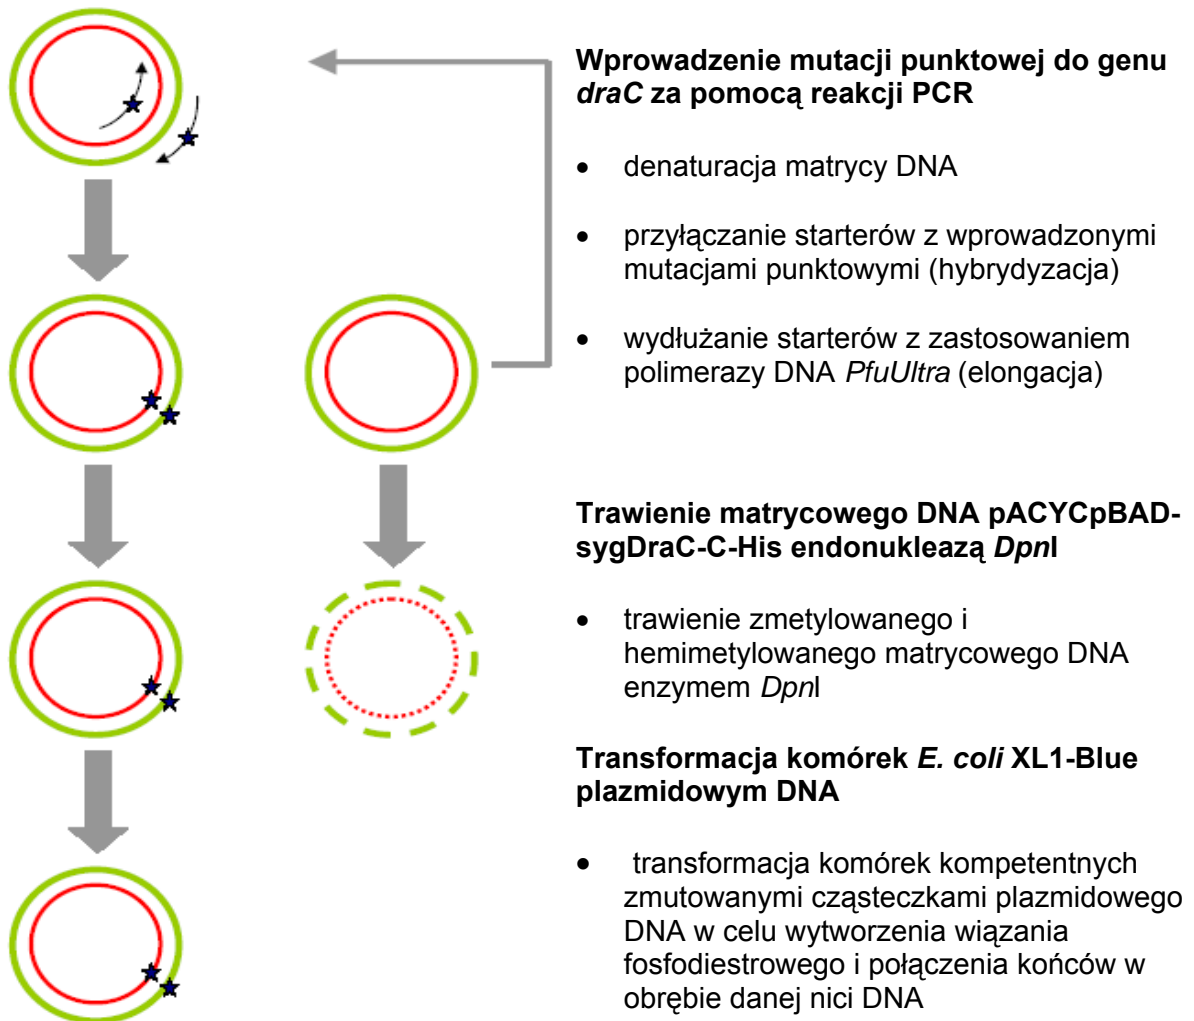 Wprowadzenie mutacji punktowej do genu
draC za pomocą reakcji PCR
• denaturacja matrycy DNA
• przyłączanie starterów z wprowadzonymi
mutacjami punktowymi (hybrydyzacja)
• wydłużanie starterów z zastosowaniem
polimerazy DNA PfuUltra (elongacja)
Trawienie matrycowego DNA pACYCpBAD-
sygDraC-C-His endonukleazą DpnI
• trawienie zmetylowanego i
hemimetylowanego matrycowego DNA
enzymem DpnI
Transformacja komórek E. coli XL1-Blue
plazmidowym DNA
• transformacja komórek kompetentnych
zmutowanymi cząsteczkami plazmidowego
DNA w celu wytworzenia wiązania
fosfodiestrowego i połączenia końców w
obrębie danej nici DNA